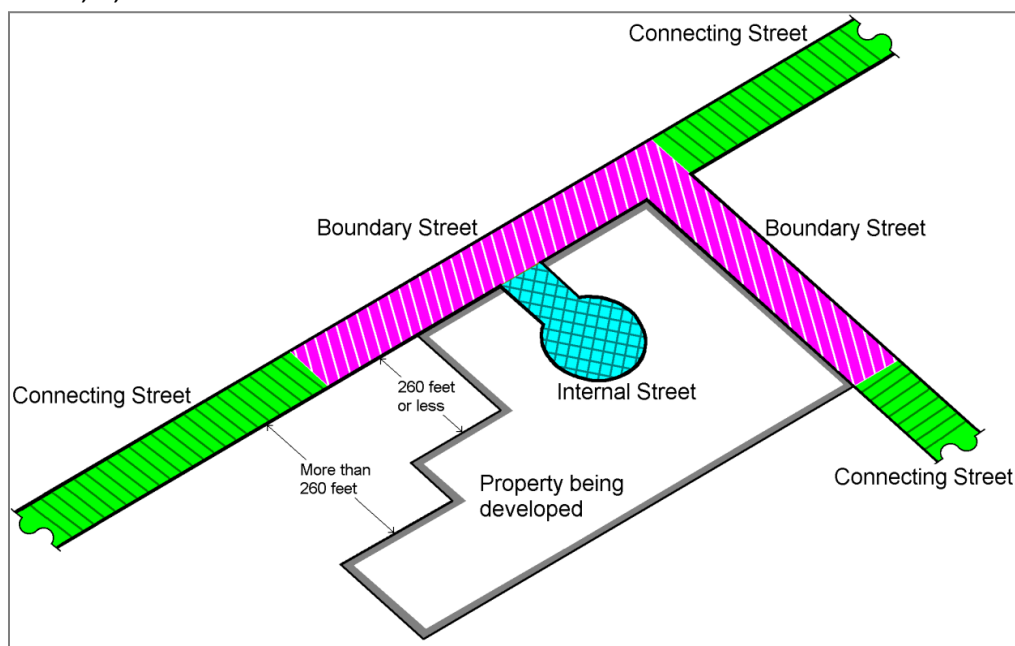 Connecting Street
Boundary Street
Boundary Street
Connecting Street
260 feet
or less
Internal Street
More than
260 feet
Property being
developed
Connecting Street